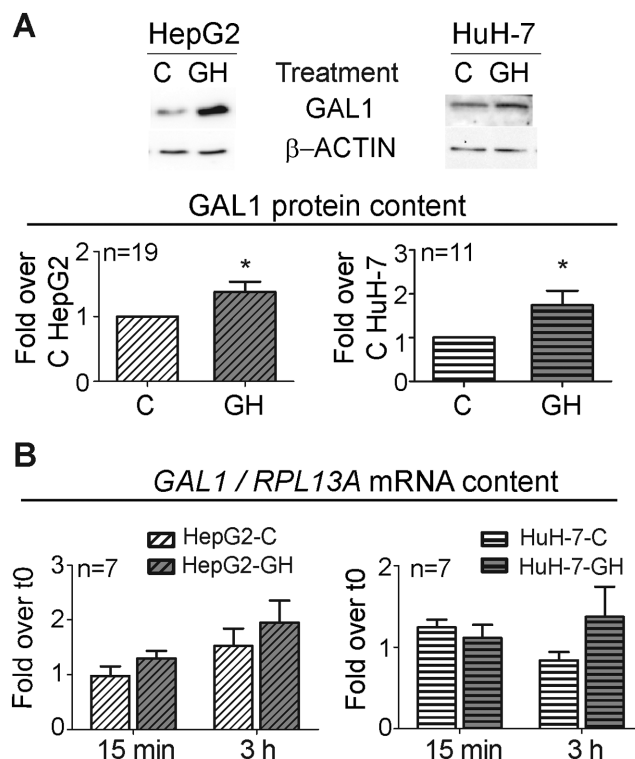 A
HepG2
HuH-7
C GH Treatment C GH
GAL1
β–ACTIN
GAL1 protein content
Fold over
C HepG2
2
1
0
n=19
*
C GH
Fold over
C HuH-7
3
2
1
0
n=11
*
C GH
B
GAL1 / RPL13A mRNA content
HepG2-C
HepG2-GH
Fold over t0
3
2
1
0
n=7
15 min 3 h
HuH-7-C
HuH-7-GH
Fold over t0
2
1
0
n=7
15 min 3 h